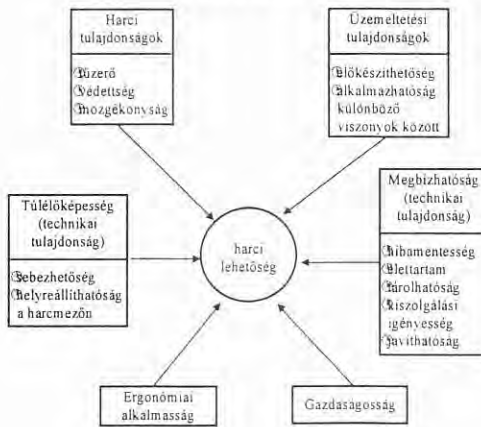 Harci
tulajdonságok
tűzerő
védettség
mozgékonyság
Üzemeltetési
tulajdonságok
előkészíthetőség
alkalmazhatóság
különböző
viszonyok között
Túlélőképesség
(technikai
tulajdonság)
sebezhetőség
helyreállíthatóság
a harcmezőn
harci
lehetőség
Megbízhatóság
(technikai
tulajdonság)
hibamentesség
élettartam
tárolhatóság
kiszolgálási
igényesség
javíthatóság
Ergonómiai
alkalmasság
Gazdaságosság